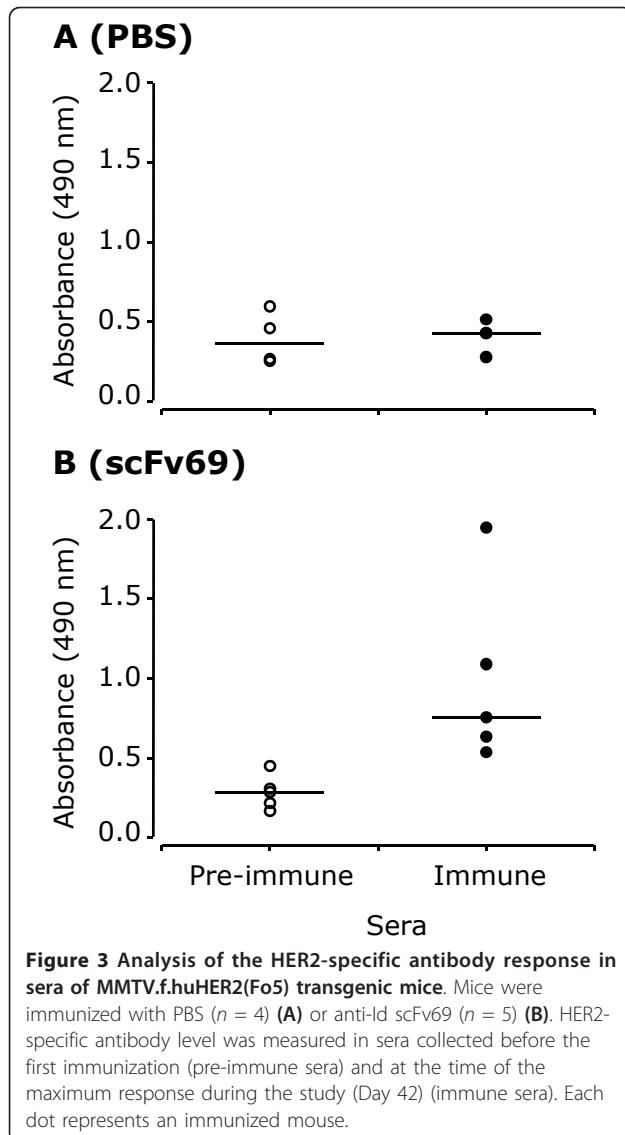 A (PBS)
Absorbance (490 nm)
2.0
1.5
1.0
0.5
0.0
B (scFv69)
Absorbance (490 nm)
2.0
1.5
1.0
0.5
0.0
Pre-immune Immune
Sera
Figure 3 Analysis of the HER2-specific antibody response in
sera of MMTV.f.huHER2(Fo5) transgenic mice. Mice were
immunized with PBS (n = 4) (A) or anti-Id scFv69 (n = 5) (B). HER2-
specific antibody level was measured in sera collected before the
first immunization (pre-immune sera) and at the time of the
maximum response during the study (Day 42) (immune sera). Each
dot represents an immunized mouse.